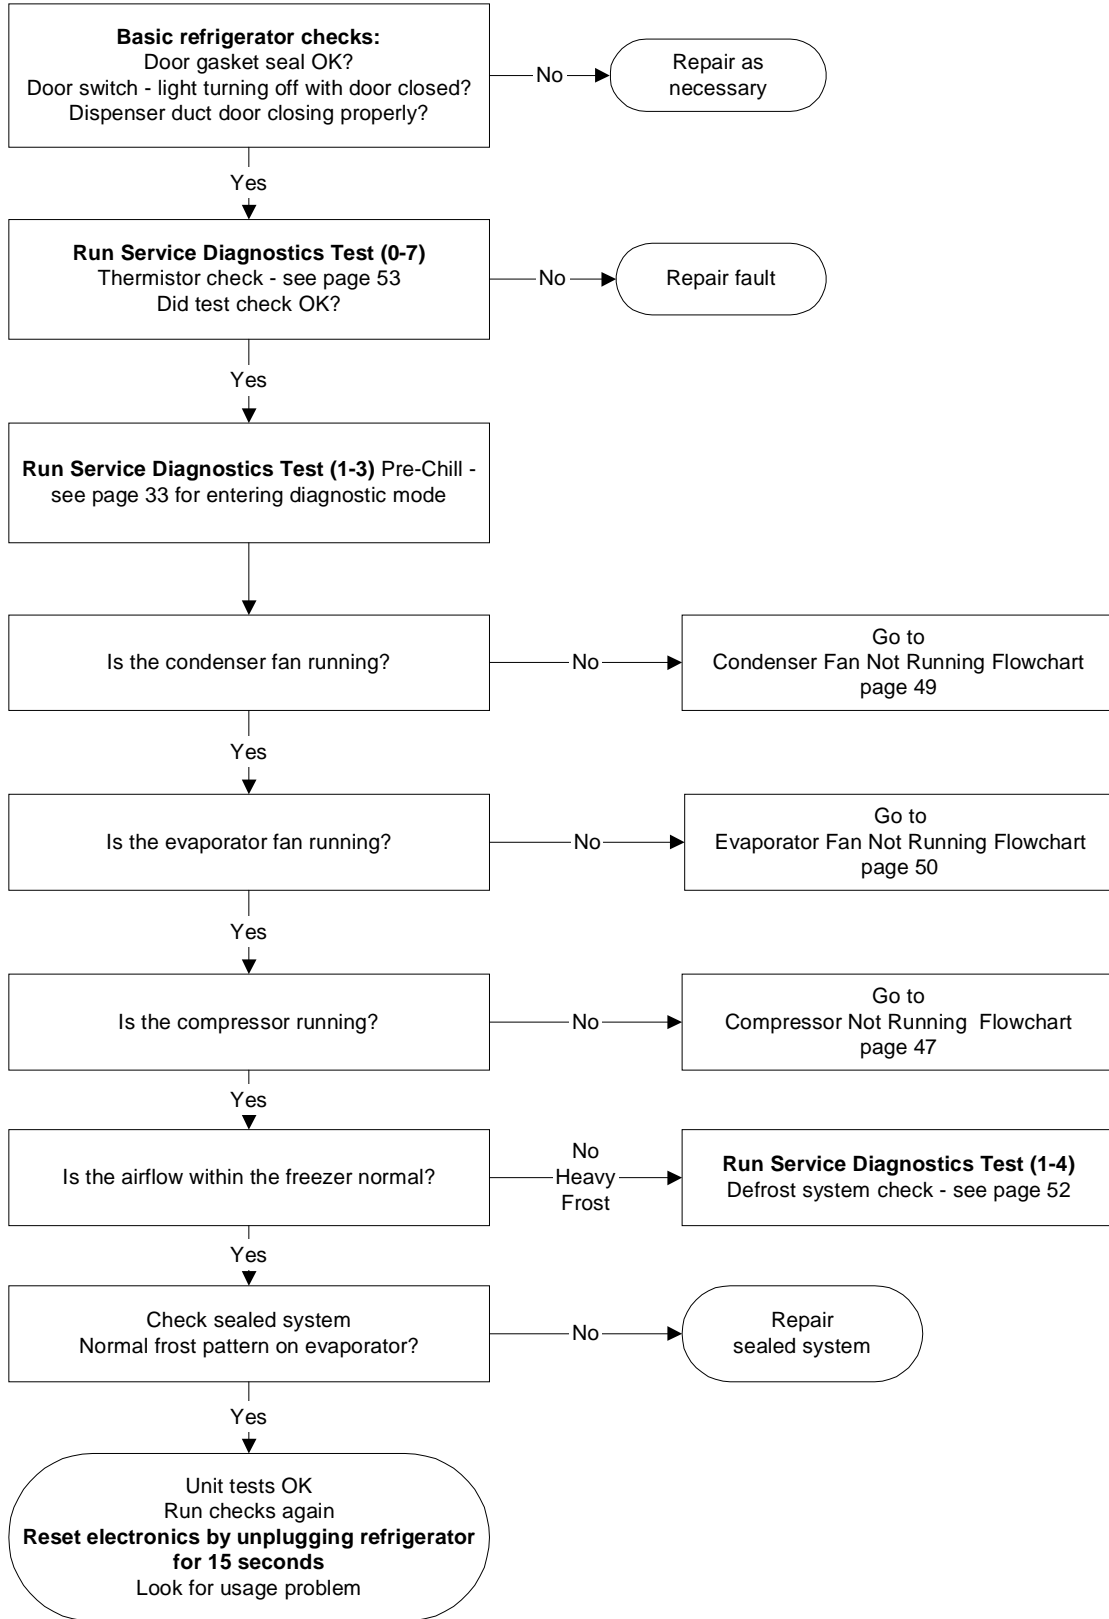 Basic refrigerator checks:
Door gasket seal OK?
Door switch - light turning off with door closed?
Dispenser duct door closing properly?
No
Repair as
necessary
Yes
Run Service Diagnostics Test (0-7)
Thermistor check - see page 53
Did test check OK?
No
Repair fault
Yes
Run Service Diagnostics Test (1-3) Pre-Chill -
see page 33 for entering diagnostic mode
Is the condenser fan running?
No
Go to
Condenser Fan Not Running Flowchart
page 49
Yes
Is the evaporator fan running?
No
Go to
Evaporator Fan Not Running Flowchart
page 50
Yes
Is the compressor running?
No
Go to
Compressor Not Running Flowchart
page 47
Yes
Is the airflow within the freezer normal?
No
Heavy
Frost
Run Service Diagnostics Test (1-4)
Defrost system check - see page 52
Yes
Check sealed system
Normal frost pattern on evaporator?
No
Repair
sealed system
Yes
Unit tests OK
Run checks again
Reset electronics by unplugging refrigerator
for 15 seconds
Look for usage problem